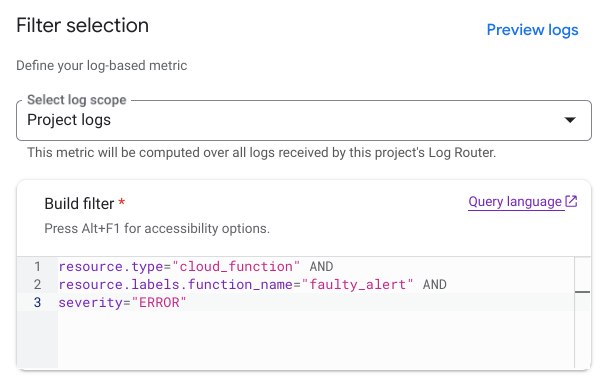 Filter selection
Preview logs
Define your log-based metric
Select log scope
Project logs
This metric will be computed over all logs received by this project's Log Router.
Build filter *
Query language
Press Alt+F1 for accessibility options.
1 resource.type="cloud_function" AND
2 resource.labels.function_name="faulty_alert" AND
3 severity="ERROR"